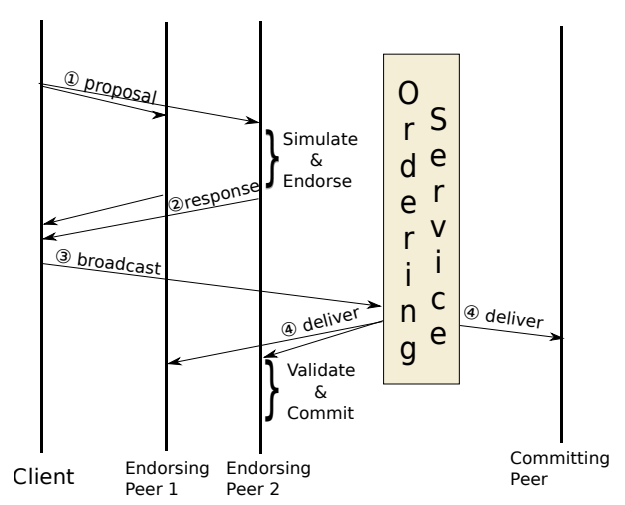 ① proposal
Simulate
&
Endorse
②response
③ broadcast
Ordering
Service
④ deliver
④ deliver
Validate
&
Commit
Client
Endorsing
Peer 1
Endorsing
Peer 2
Committing
Peer